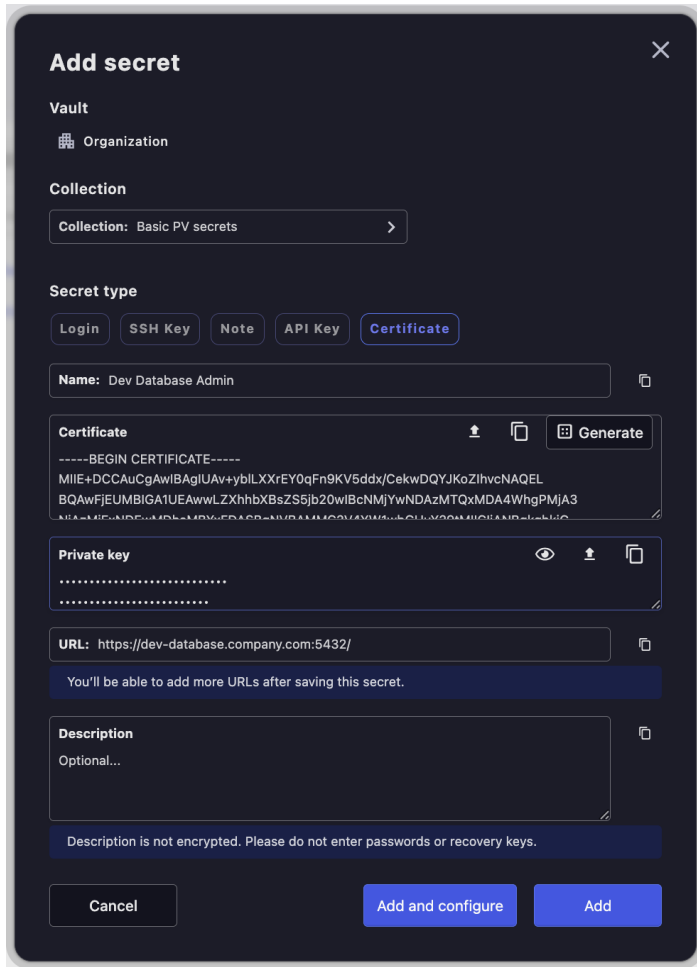 Add secret
Vault
Organization
Collection
Collection: Basic PV secrets
Secret type
Login SSH Key Note API Key Certificate
Name: Dev Database Admin
Certificate
Generate
-----BEGIN CERTIFICATE-----
MIIE+DCCAuCgAwIBAgIUAv+yblLXXrEY0qFn9KV5ddx/CekwDQYJKoZIhvcNAQEL
BQAwFjEUMBIGA1UEAwwLZXhhbXBsZS5jb20wIBcNMjYwNDAzMTQxMDA4WhgPMjA3
Private key
URL: https://dev-database.company.com:5432/
You'll be able to add more URLs after saving this secret.
Description
Optional...
Description is not encrypted. Please do not enter passwords or recovery keys.
Cancel
Add and configure
Add